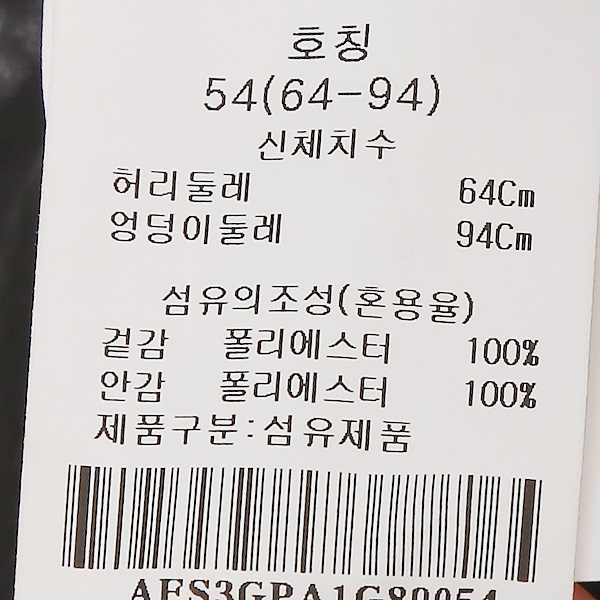 호칭
54(64-94)
신체치수
허리둘레 64Cm
엉덩이둘레 94Cm
섬유의조성(혼용율)
겉감 폴리에스터 100%
안감 폴리에스터 100%
제품구분:섬유제품
AES3GPA1G80054